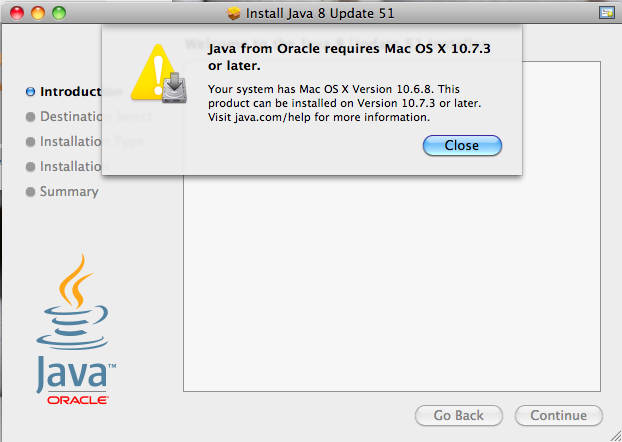 Install Java 8 Update 51
Java from Oracle requires Mac OS X 10.7.3
or later.
Your system has Mac OS X Version 10.6.8. This
product can be installed on Version 10.7.3 or later.
Visit java.com/help for more information.
Close
Introduction
Destination Select
Installation Type
Installation
Summary
Java™
ORACLE®
Go Back
Continue